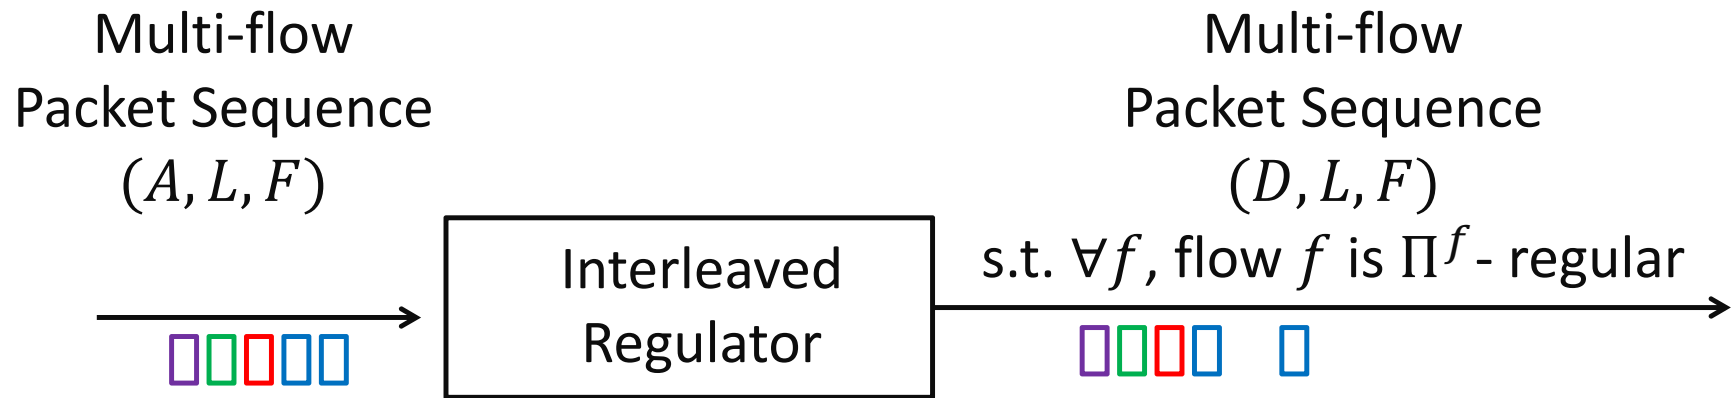 Multi-flow
Packet Sequence
(A, L, F)
Interleaved
Regulator
Multi-flow
Packet Sequence
(D, L, F)
s.t. ∀f, flow f is Π^f- regular